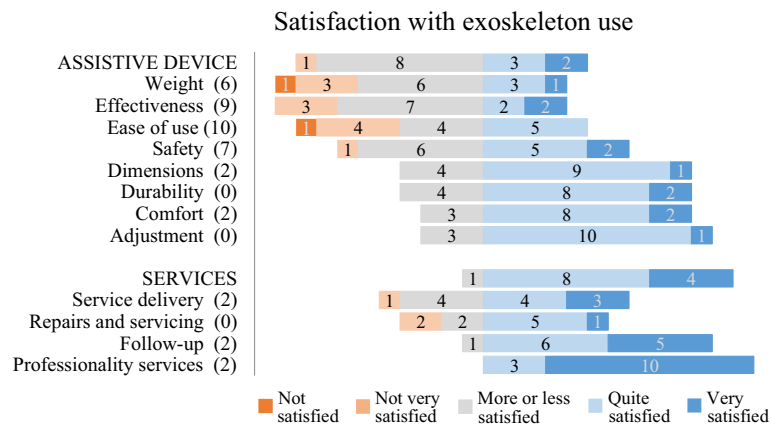 Satisfaction with exoskeleton use
ASSISTIVE DEVICE 1 8 3 2
Weight (6) 1 3 6 3 1
Effectiveness (9) 3 7 2 2
Ease of use (10) 1 4 4 5
Safety (7) 1 6 5 2
Dimensions (2) 4 9 1
Durability (0) 4 8 2
Comfort (2) 3 8 2
Adjustment (0) 3 10 1
SERVICES 1 8 4
Service delivery (2) 1 4 4 3
Repairs and servicing (0) 2 2 5 1
Follow-up (2) 1 6 5
Professionality services (2) 3 10
Not satisfied
Not very satisfied
More or less satisfied
Quite satisfied
Very satisfied